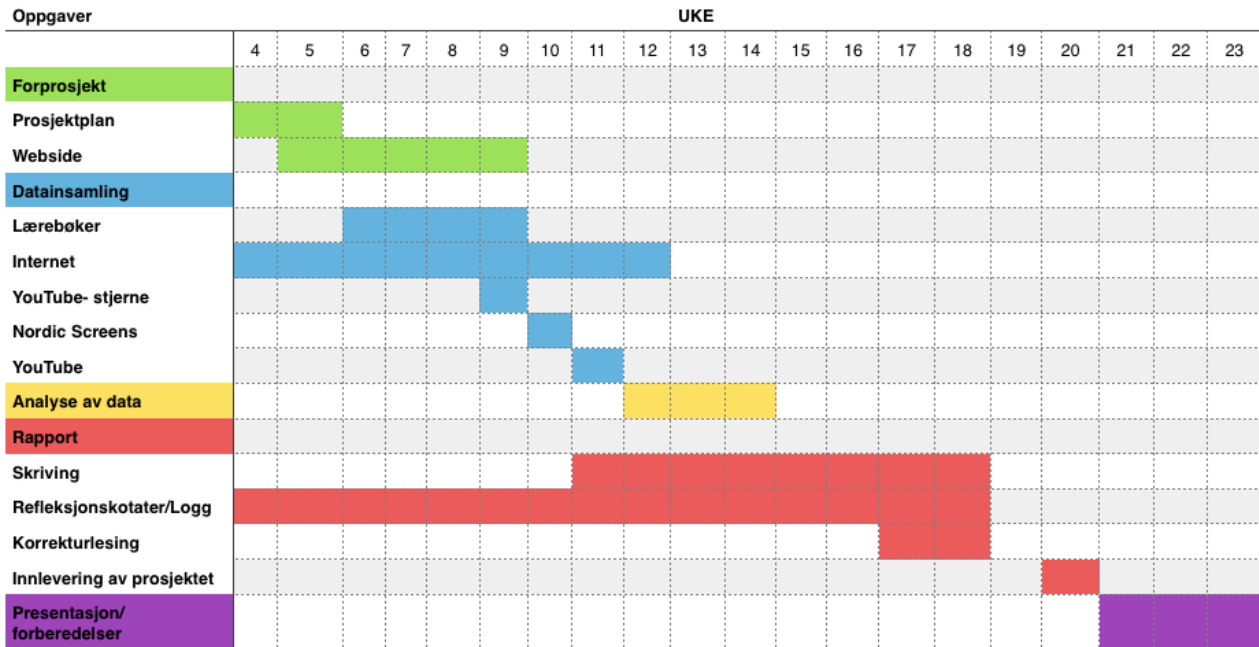 Oppgaver UKE
4 5 6 7 8 9 10 11 12 13 14 15 16 17 18 19 20 21 22 23
Forprosjekt
Prosjektplan
Webside
Datainsamling
Lærebøker
Internet
YouTube- stjerne
Nordic Screens
YouTube
Analyse av data
Rapport
Skriving
Refleksjonskotater/Logg
Korrekturlesing
Innlevering av prosjektet
Presentasjon/
forberedelser